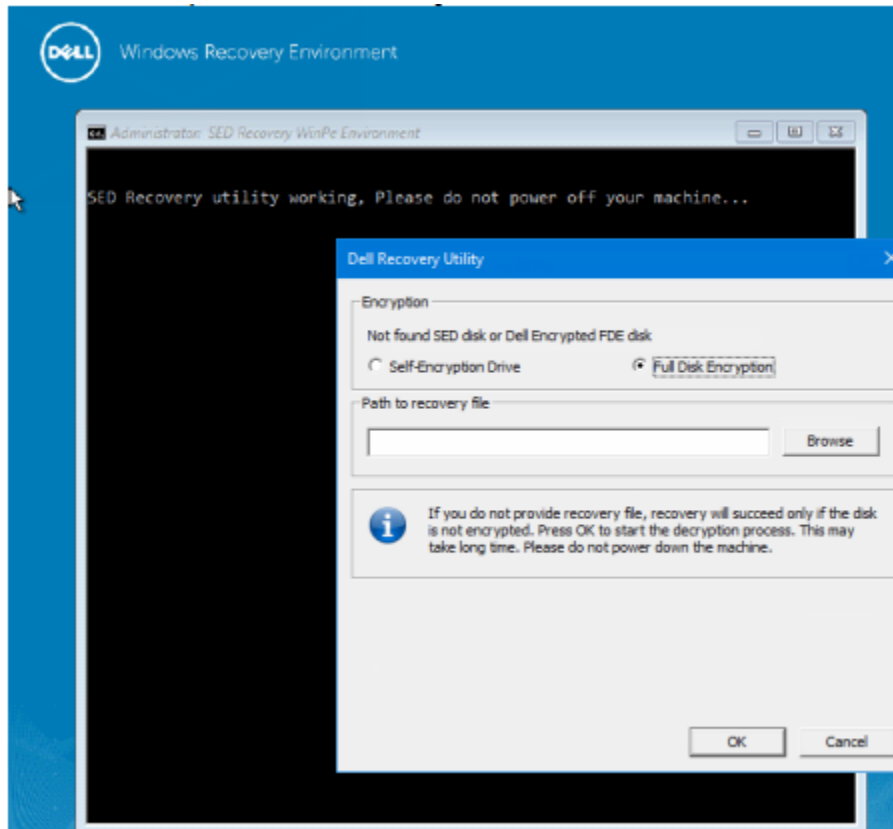 DELL
Windows Recovery Environment
Administrator: SED Recovery WinPe Environment
SED Recovery utility working, Please do not power off your machine...
Dell Recovery Utility
Encryption
Not found SED disk or Dell Encrypted FDE disk
Self-Encryption Drive
Full Disk Encryption
Path to recovery file
Browse
If you do not provide recovery file, recovery will succeed only if the disk
is not encrypted. Press OK to start the decryption process. This may
take long time. Please do not power down the machine.
OK
Cancel